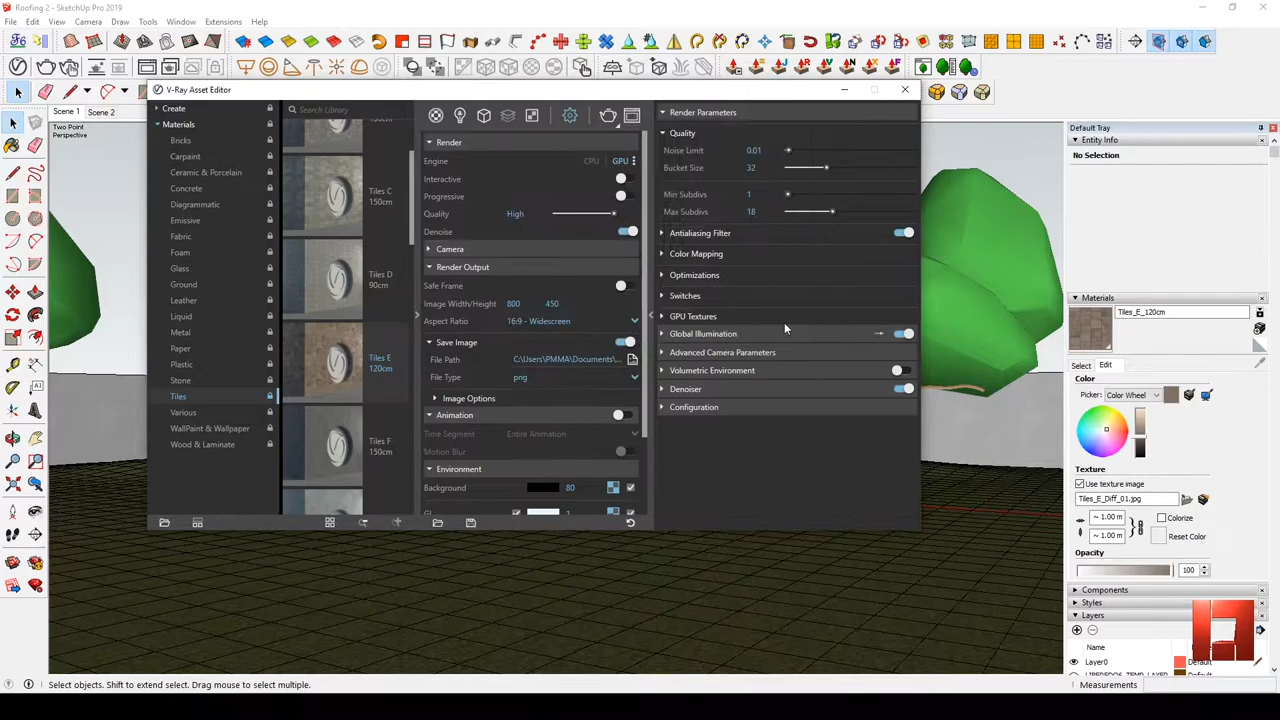 Roofing 2 - SketchUp Pro 2019
File Edit View Camera Draw Tools Window Extensions Help
Scene 1 Scene 2
Two Point
Perspective
V-Ray Asset Editor
Create
Materials
Bricks
Carpaint
Ceramic & Porcelain
Concrete
Diagrammatic
Emissive
Fabric
Foam
Glass
Ground
Leather
Liquid
Metal
Paper
Plastic
Stone
Tiles
Various
WallPaint & Wallpaper
Wood & Laminate
Search Library
150cm
Tiles C
150cm
Tiles D
90cm
Tiles E
120cm
Tiles F
150cm
Render
Engine CPU GPU
Interactive
Progressive
Quality High
Denoise
Camera
Render Output
Safe Frame
Image Width/Height 800 450
Aspect Ratio 16:9 - Widescreen
Save Image
File Path C:\Users\PMMA\Documents\...
File Type png
Image Options
Animation
Time Segment Entire Animation
Motion Blur
Environment
Background 80
Render Parameters
Quality
Noise Limit 0.01
Bucket Size 32
Min Subdivs 1
Max Subdivs 18
Antialiasing Filter
Color Mapping
Optimizations
Switches
GPU Textures
Global Illumination
Advanced Camera Parameters
Volumetric Environment
Denoiser
Configuration
Default Tray
Entity Info
No Selection
Materials
Tiles_E_120cm
Select Edit
Color
Picker: Color Wheel
Texture
Use texture image
Tiles_E_Diff_01.jpg
~ 1.00 m
Colorize
~ 1.00 m
Reset Color
Opacity
100
Components
Styles
Layers
Name
Layer0 Default
Default
Select objects. Shift to extend select. Drag mouse to select multiple.
Measurements